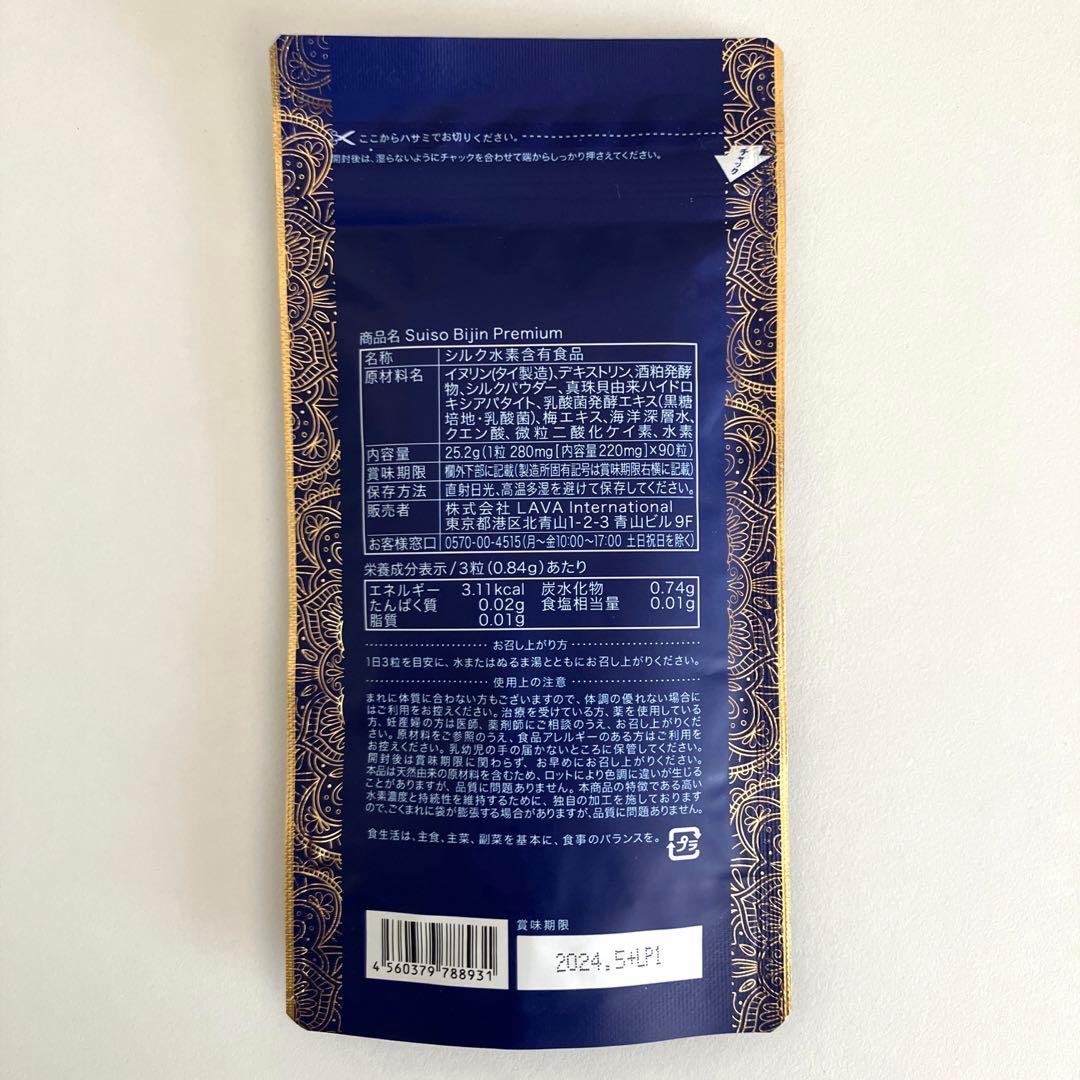 ここからハサミでお切りください。
開封後は、湿らないようにチャックを合わせて端からしっかり押さえてください。
チャック
商品名 Suiso Bijin Premium
名称 シルク水素含有食品
原材料名 イヌリン(タイ製造)、デキストリン、酒粕発酵
物、シルクパウダー、真珠貝由来ハイドロ
キシアパタイト、乳酸菌発酵エキス(黒糖
培地・乳酸菌)、梅エキス、海洋深層水、
クエン酸、微粒二酸化ケイ素、水素
内容量 25.2g(1粒 280mg[内容量220mg]×90粒)
賞味期限 欄外下部に記載(製造所固有記号は賞味期限右横に記載)
保存方法 直射日光、高温多湿を避けて保存してください。
販売者 株式会社 LAVA International
東京都港区北青山1-2-3 青山ビル9F
お客様窓口 0570-00-4515(月〜金10:00〜17:00 土日祝日を除く)
栄養成分表示/3粒(0.84g)あたり
エネルギー 3.11kcal 炭水化物 0.74g
たんぱく質 0.02g 食塩相当量 0.01g
脂質 0.01g
お召し上がり方
1日3粒を目安に、水またはぬるま湯とともにお召し上がりください。
使用上の注意
まれに体質に合わない方もございますので、体調の優れない場合に
はご利用をお控えください。治療を受けている方、薬を使用している
方、妊産婦の方は医師、薬剤師にご相談のうえ、お召し上がりくだ
さい。原材料をご参照のうえ、食品アレルギーのある方はご利用を
お控えください。乳幼児の手の届かないところに保管してください。
開封後は賞味期限に関わらず、お早めにお召し上がりください。
本品は天然由来の原材料を含むため、ロットにより色調に違いが生じる
ことがありますが、品質に問題ありません。本商品の特徴である高い
水素濃度と持続性を維持するために、独自の加工を施しております
ので、ごくまれに袋が膨張する場合がありますが、品質に問題ありません。
食生活は、主食、主菜、副菜を基本に、食事のバランスを。
プラ
賞味期限
2024.5+LP1
4 560379 788931